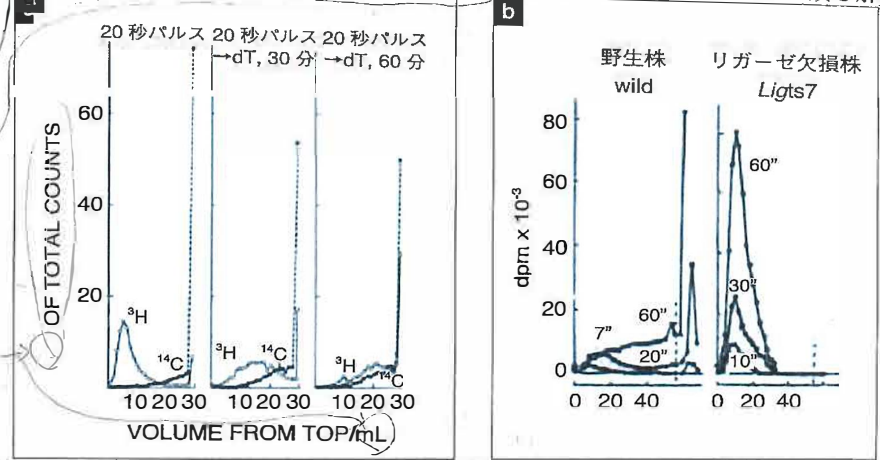 20 秒パルス 20 秒パルス 20 秒パルス
→dT, 30 分 →dT, 60 分
OF TOTAL COUNTS
60
40
20
³H
¹⁴C
³H
¹⁴C
³H
¹⁴C
10 20 30 10 20 30 10 20 30
VOLUME FROM TOP/mL
b
野生株
wild
リガーゼ欠損株
Ligts7
dpm x 10⁻³
80
60
40
20
0
7”
60”
20”
60”
30”
10”
0 20 40 0 20 40